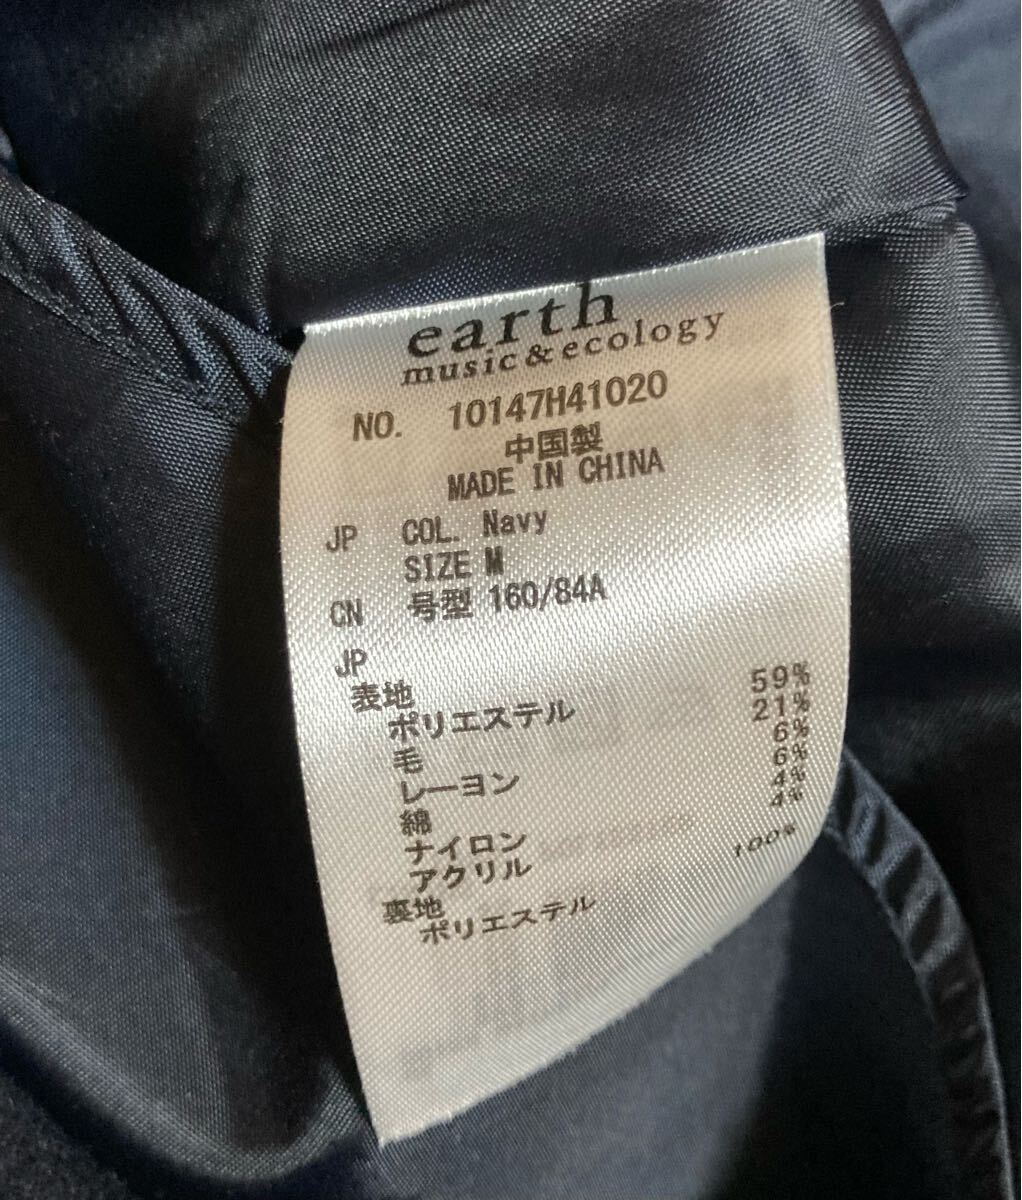 earth
music&ecology
NO. 10147H41020
中国製
MADE IN CHINA
JP COL. Navy
SIZE M
CN 号型 160/84A
JP
表地
ポリエステル 59%
毛 21%
レーヨン 6%
綿 6%
ナイロン 4%
アクリル 4%
裏地
ポリエステル 100%